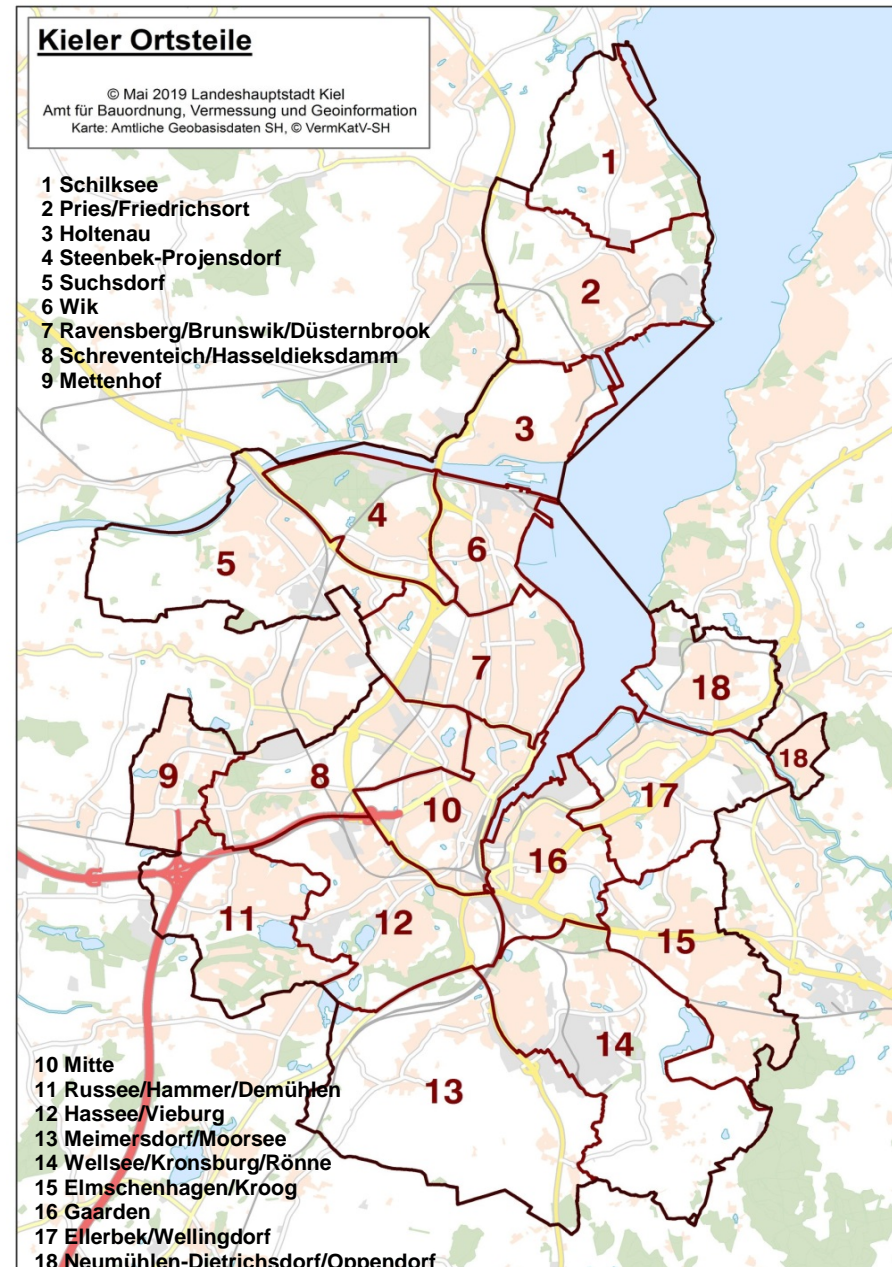 Kieler Ortsteile
© Mai 2019 Landeshauptstadt Kiel
Amt für Bauordnung, Vermessung und Geoinformation
Karte: Amtliche Geobasisdaten SH, © VermKatV-SH
1 Schilksee
2 Pries/Friedrichsort
3 Holtenau
4 Steenbek-Projensdorf
5 Suchsdorf
6 Wik
7 Ravensberg/Brunswik/Düsternbrook
8 Schreventeich/Hasseldieksdamm
9 Mettenhof
1
2
3
4
5
6
7
18
18
9
8
10
17
16
11
12
15
14
13
10 Mitte
11 Russee/Hammer/Demühlen
12 Hassee/Vieburg
13 Meimersdorf/Moorsee
14 Wellsee/Kronsburg/Rönne
15 Elmschenhagen/Kroog
16 Gaarden
17 Ellerbek/Wellingdorf
18 Neumühlen-Dietrichsdorf/Oppendorf